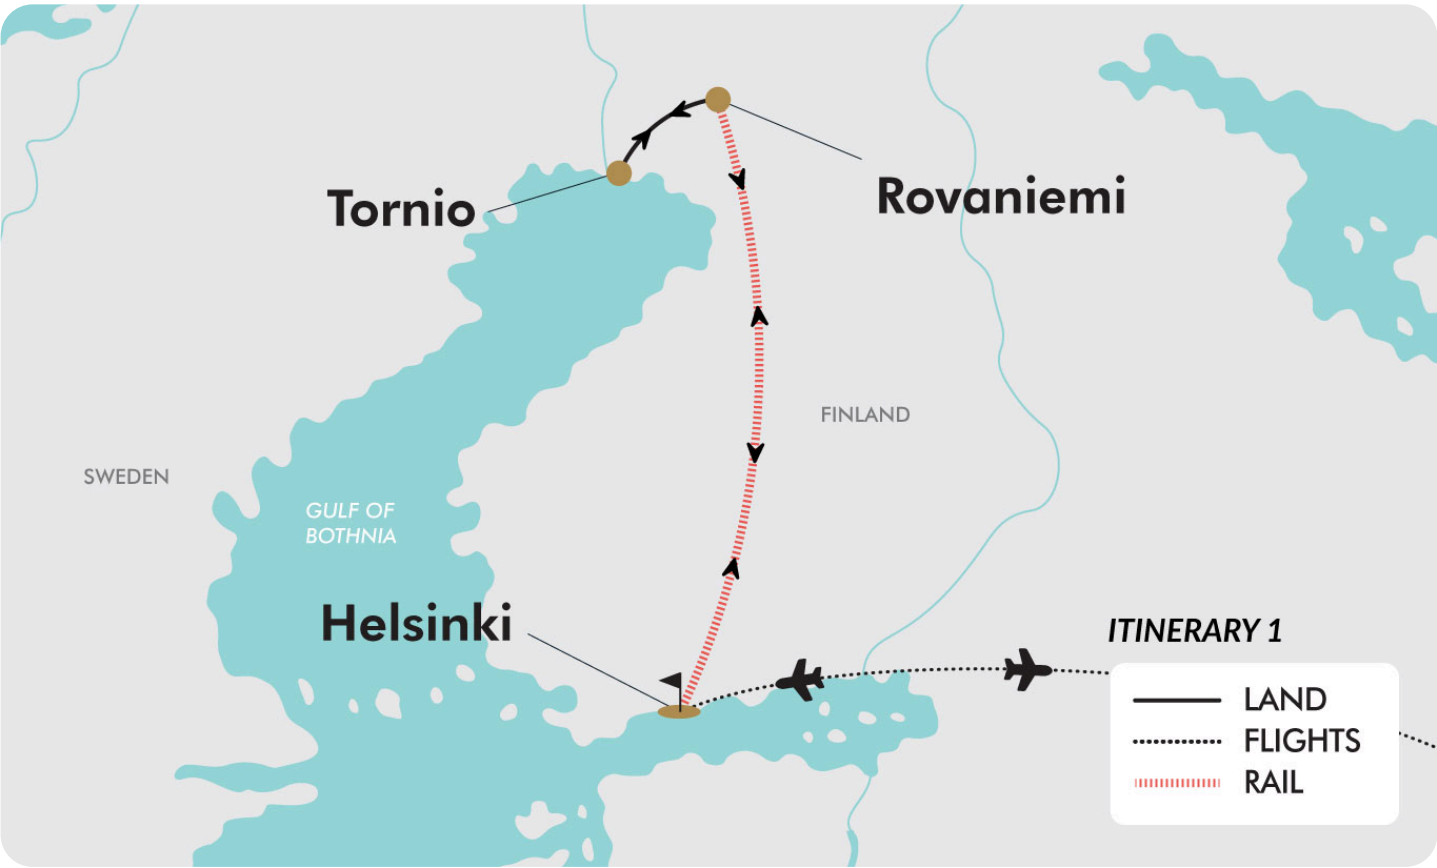 Tornio
Rovaniemi
FINLAND
SWEDEN
GULF OF
BOTHNIA
Helsinki
ITINERARY 1
LAND
FLIGHTS
RAIL